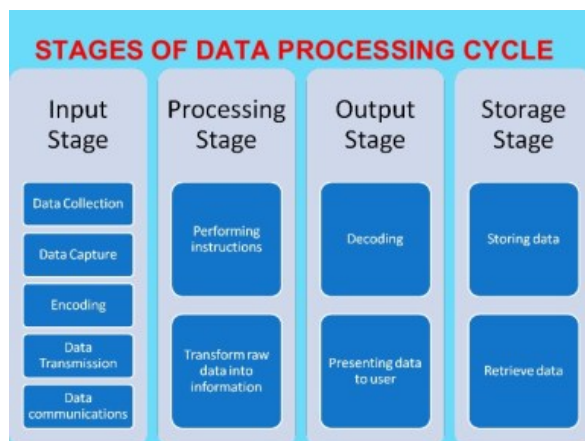 STAGES OF DATA PROCESSING CYCLE
Input
Stage
Data Collection
Data Capture
Encoding
Data
Transmission
Data
communications
Processing
Stage
Performing
instructions
Transform raw
data into
information
Output
Stage
Decoding
Presenting data
to user
Storage
Stage
Storing data
Retrieve data